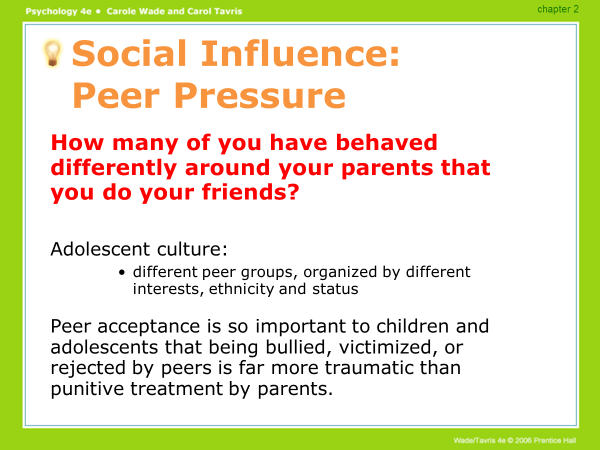 Psychology 4e • Carole Wade and Carol Tavris
chapter 2
Social Influence:
Peer Pressure
How many of you have behaved
differently around your parents that
you do your friends?
Adolescent culture:
• different peer groups, organized by different
interests, ethnicity and status
Peer acceptance is so important to children and
adolescents that being bullied, victimized, or
rejected by peers is far more traumatic than
punitive treatment by parents.
Wade/Tavris 4e © 2006 Prentice Hall